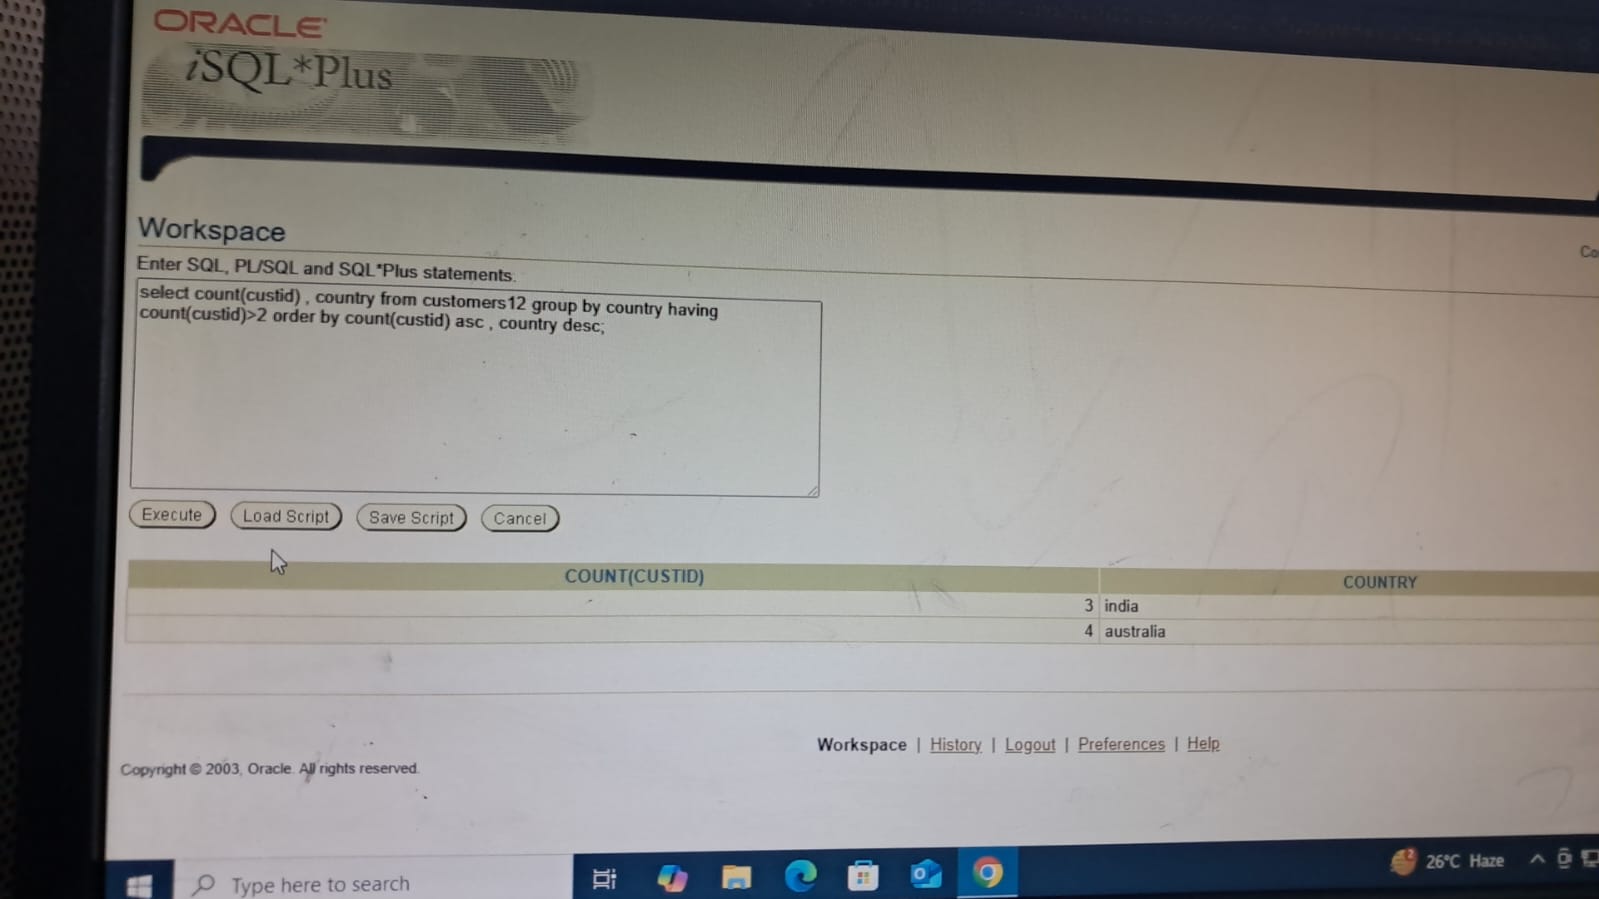 ORACLE
iSQL*Plus
Workspace
Enter SQL, PL/SQL and SQL*Plus statements.
select count(custid) , country from customers12 group by country having
count(custid)>2 order by count(custid) asc , country desc;
Execute Load Script Save Script Cancel
COUNT(CUSTID) COUNTRY
3 india
4 australia
Workspace | History | Logout | Preferences | Help
Copyright © 2003, Oracle. All rights reserved.
Type here to search
26°C Haze